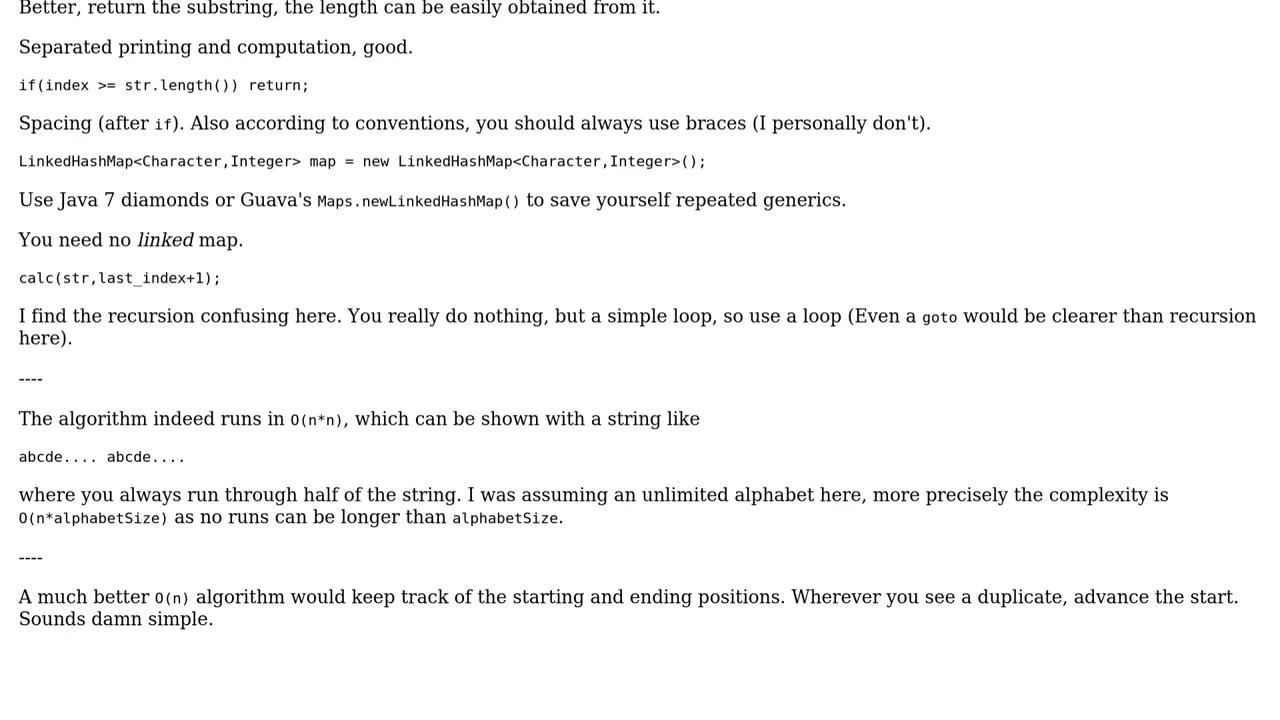 Better, return the substring, the length can be easily obtained from it.
Separated printing and computation, good.
if(index >= str.length()) return;
Spacing (after if). Also according to conventions, you should always use braces (I personally don't).
LinkedHashMap<Character,Integer> map = new LinkedHashMap<Character,Integer>();
Use Java 7 diamonds or Guava's Maps.newLinkedHashMap() to save yourself repeated generics.
You need no linked map.
calc(str,last_index+1);
I find the recursion confusing here. You really do nothing, but a simple loop, so use a loop (Even a goto would be clearer than recursion
here).
----
The algorithm indeed runs in O(n*n), which can be shown with a string like
abcde.... abcde....
where you always run through half of the string. I was assuming an unlimited alphabet here, more precisely the complexity is
O(n*alphabetSize) as no runs can be longer than alphabetSize.
----
A much better O(n) algorithm would keep track of the starting and ending positions. Wherever you see a duplicate, advance the start.
Sounds damn simple.